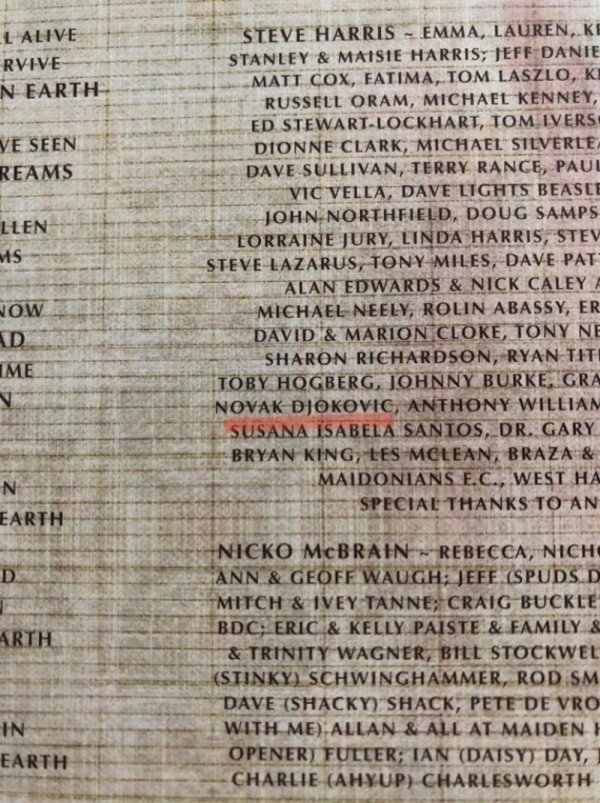 ALIVE
RVIVE
N EARTH
VE SEEN
REAMS
LLEN
MS
NOW
AD
IME
N
N
EARTH
D
ARTH
IN
EARTH
STEVE HARRIS ~ EMMA, LAUREN, KE
STANLEY & MAISIE HARRIS; JEFF DANIE
MATT COX, FATIMA, TOM LASZLO, K
RUSSELL ORAM, MICHAEL KENNEY,
ED STEWART-LOCKHART, TOM IVERS
DIONNE CLARK, MICHAEL SILVERLE
DAVE SULLIVAN, TERRY RANCE, PAU
VIC VELLA, DAVE LIGHTS BEASLE
JOHN NORTHFIELD, DOUG SAMPS
LORRAINE JURY, LINDA HARRIS, STEV
STEVE LAZARUS, TONY MILES, DAVE PAT
ALAN EDWARDS & NICK CALEY
MICHAEL NEELY, ROLIN ABASSY, ER
DAVID & MARION CLOKE, TONY NE
SHARON RICHARDSON, RYAN TIT
TOBY HOGBERG, JOHNNY BURKE, GRA
NOVAK DJOKOVIC, ANTHONY WILLIAM
SUSANA ISABELA SANTOS, DR. GARY
BRYAN KING, LES MCLEAN, BRAZA &
MAIDONIANS F.C., WEST HA
SPECIAL THANKS TO AN
NICKO McBRAIN ~ REBECCA, NICH
ANN & GEOFF WAUGH; JEFF (SPUDS D
MITCH & IVEY TANNE; CRAIG BUCKLE
BDC; ERIC & KELLY PAISTE & FAMILY &
& TRINITY WAGNER, BILL STOCKWEL
(STINKY) SCHWINGHAMMER, ROD SM
DAVE (SHACKY) SHACK, PETE DE VRO
WITH ME) ALLAN & ALL AT MAIDEN H
OPENER) FULLER; IAN (DAISY) DAY,
CHARLIE (AHYUP) CHARLESWORTH